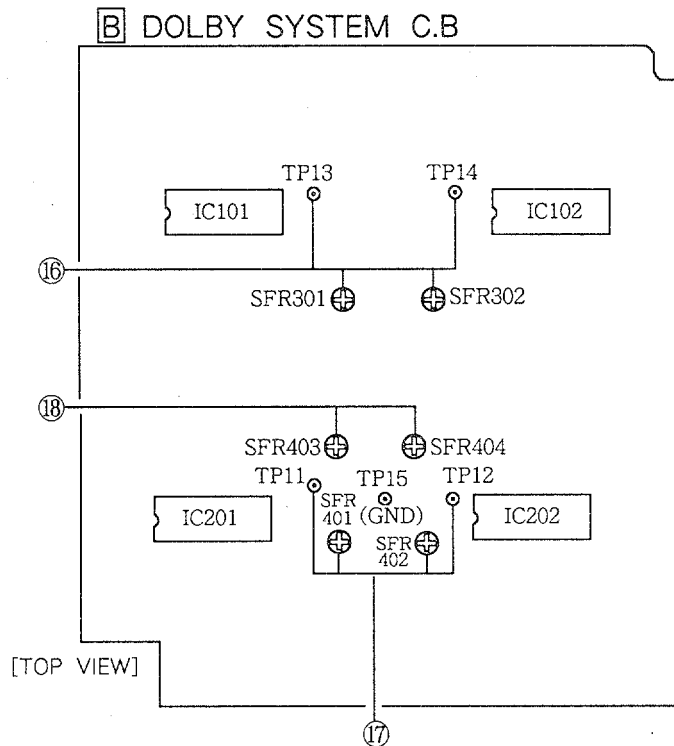 B DOLBY SYSTEM C.B
TP13 TP14
IC101 IC102
16
SFR301 SFR302
18
SFR403 SFR404
TP11 TP15 TP12
IC201 SFR 401 (GND) IC202
SFR 402
[TOP VIEW]
17